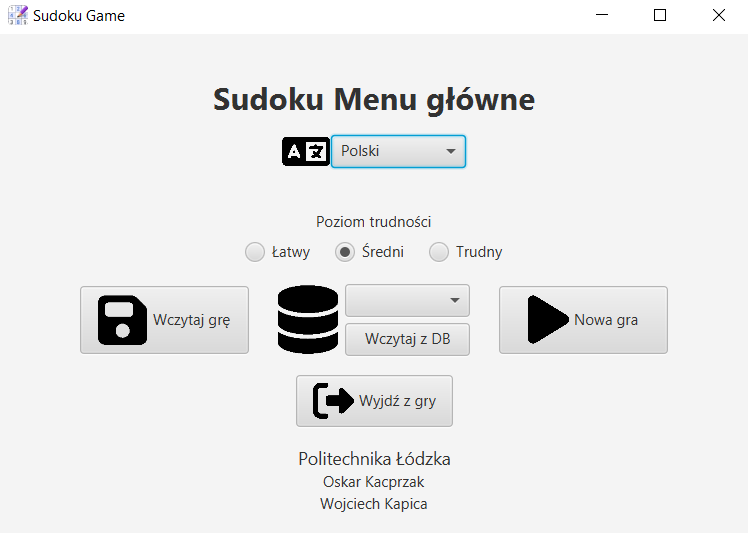 Sudoku Game
Sudoku Menu główne
A 文 Polski
Poziom trudności
Łatwy Średni Trudny
Wczytaj grę
Wczytaj z DB
Nowa gra
Wyjdź z gry
Politechnika Łódzka
Oskar Kacprzak
Wojciech Kapica